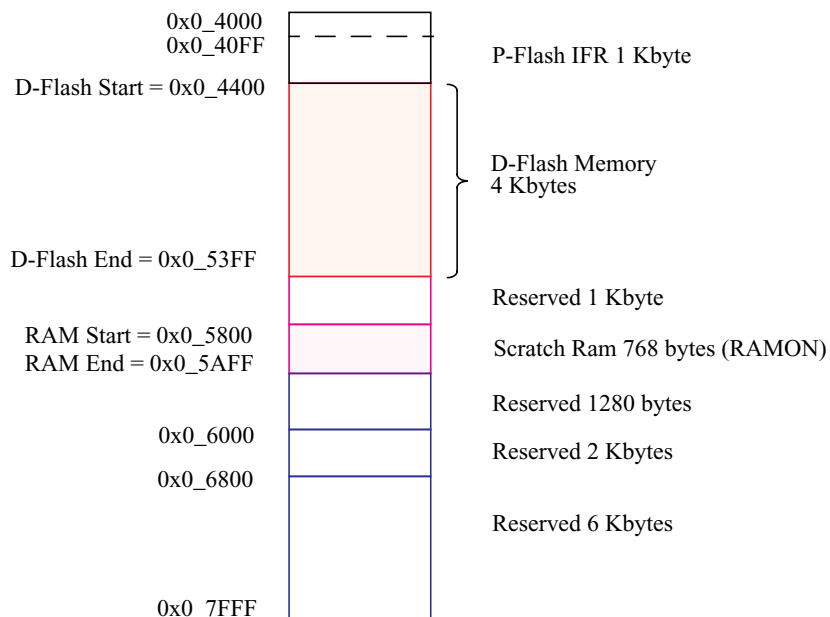 0x0_4000
0x0_40FF
P-Flash IFR 1 Kbyte
D-Flash Start = 0x0_4400
D-Flash Memory
4 Kbytes
D-Flash End = 0x0_53FF
Reserved 1 Kbyte
RAM Start = 0x0_5800
Scratch Ram 768 bytes (RAMON)
RAM End = 0x0_5AFF
Reserved 1280 bytes
0x0_6000
Reserved 2 Kbytes
0x0_6800
Reserved 6 Kbytes
0x0_7FFF